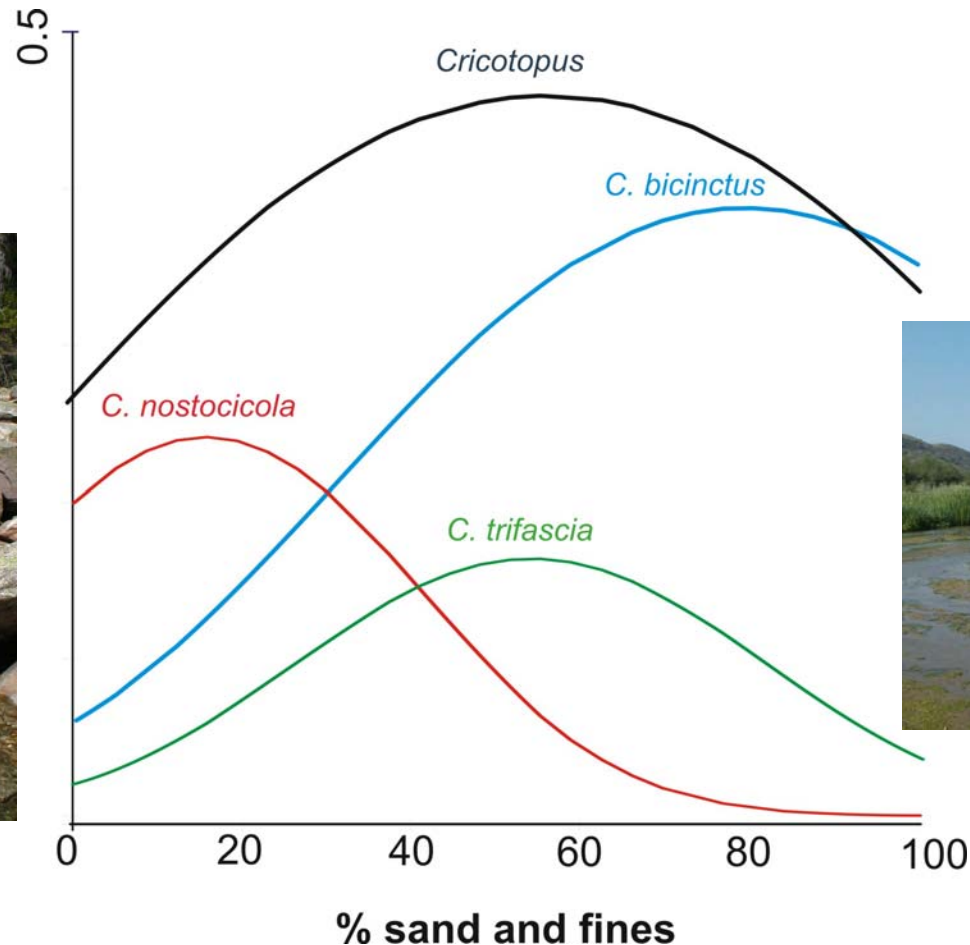 0.5
Cricotopus
C. bicinctus
C. nostocicola
C. trifascia
0 20 40 60 80 100
% sand and fines